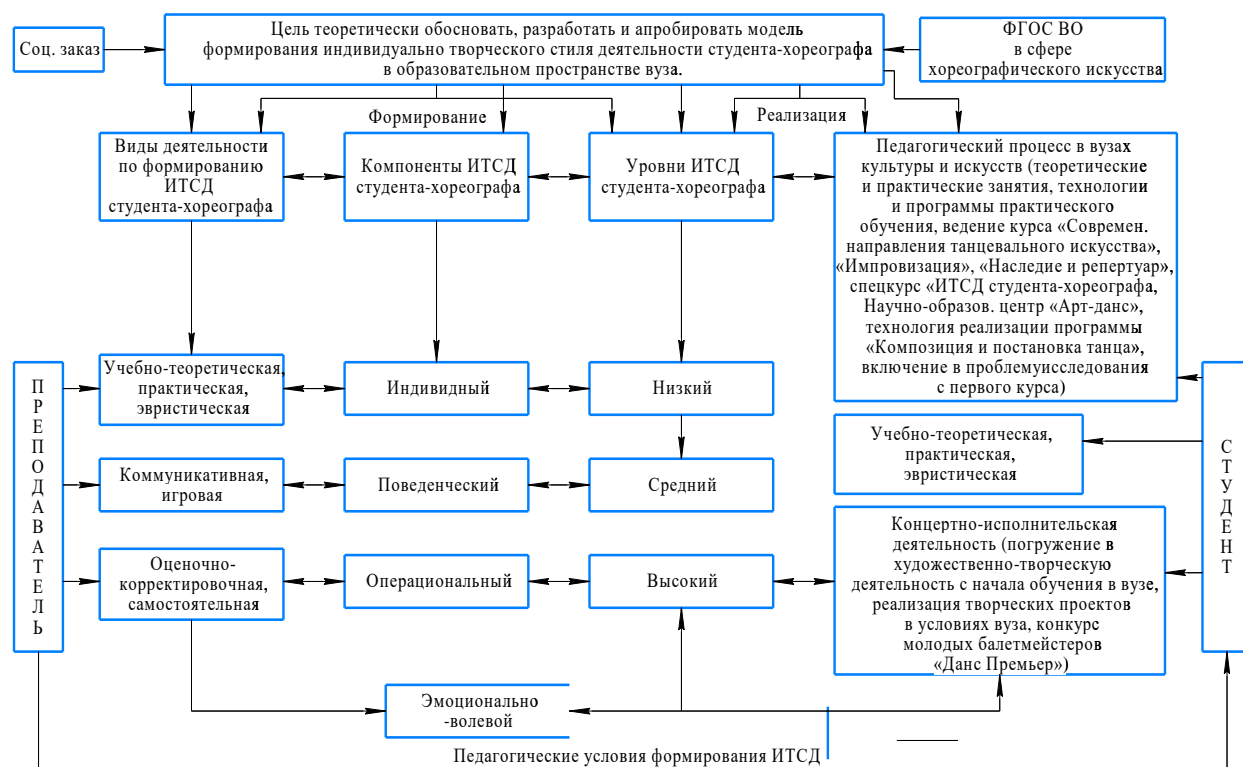 Соц. заказ
Цель теоретически обосновать, разработать и апробировать модель
формирования индивидуально творческого стиля деятельности студента-хореографа
в образовательном пространстве вуза.
ФГОС ВО
в сфере
хореографического искусства
Формирование
Реализация
Виды деятельности
по формированию
ИТСД
студента-хореографа
Компоненты ИТСД
студента-хореографа
Уровни ИТСД
студента-хореографа
Педагогический процесс в вузах
культуры и искусств (теоретические
и практические занятия, технологии
и программы практического
обучения, ведение курса «Современ.
направления танцевального искусства»,
«Импровизация», «Наследие и репертуар»,
спецкурс «ИТСД студента-хореографа,
Научно-образов. центр «Арт-данс»,
технология реализации программы
«Композиция и постановка танца»,
включение в проблемуисследования
с первого курса)
ПРЕПОДАВАТЕЛЬ
Учебно-теоретическая,
практическая,
эвристическая
Индивидный
Низкий
СТУДЕНТ
Учебно-теоретическая,
практическая,
эвристическая
Коммуникативная,
игровая
Поведенческий
Средний
Оценочно-
корректировочная,
самостоятельная
Операциональный
Высокий
Концертно-исполнительская
деятельность (погружение в
художественно-творческую
деятельность с начала обучения в вузе,
реализация творческих проектов
в условиях вуза, конкурс
молодых балетмейстеров
«Данс Премьер»)
Эмоционально
-волевой
Педагогические условия формирования ИТСД